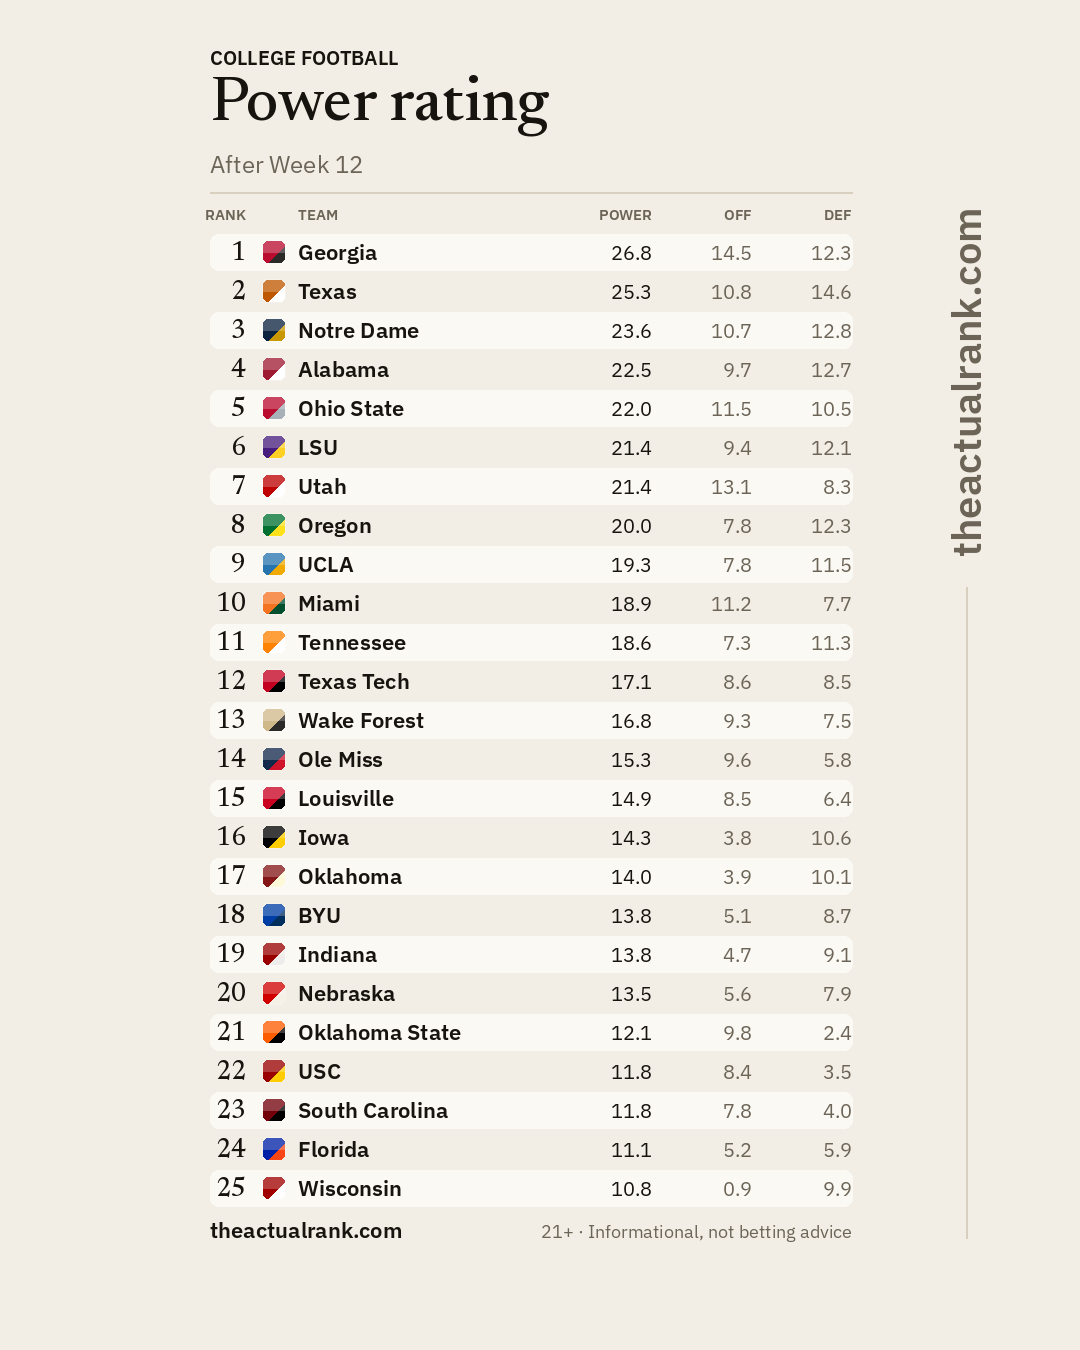 COLLEGE FOOTBALL
Power rating
After Week 12
RANK TEAM POWER OFF DEF
1 Georgia 26.8 14.5 12.3
2 Texas 25.3 10.8 14.6
3 Notre Dame 23.6 10.7 12.8
4 Alabama 22.5 9.7 12.7
5 Ohio State 22.0 11.5 10.5
6 LSU 21.4 9.4 12.1
7 Utah 21.4 13.1 8.3
8 Oregon 20.0 7.8 12.3
9 UCLA 19.3 7.8 11.5
10 Miami 18.9 11.2 7.7
11 Tennessee 18.6 7.3 11.3
12 Texas Tech 17.1 8.6 8.5
13 Wake Forest 16.8 9.3 7.5
14 Ole Miss 15.3 9.6 5.8
15 Louisville 14.9 8.5 6.4
16 Iowa 14.3 3.8 10.6
17 Oklahoma 14.0 3.9 10.1
18 BYU 13.8 5.1 8.7
19 Indiana 13.8 4.7 9.1
20 Nebraska 13.5 5.6 7.9
21 Oklahoma State 12.1 9.8 2.4
22 USC 11.8 8.4 3.5
23 South Carolina 11.8 7.8 4.0
24 Florida 11.1 5.2 5.9
25 Wisconsin 10.8 0.9 9.9
theactualrank.com 21+ · Informational, not betting advice
theactualrank.com